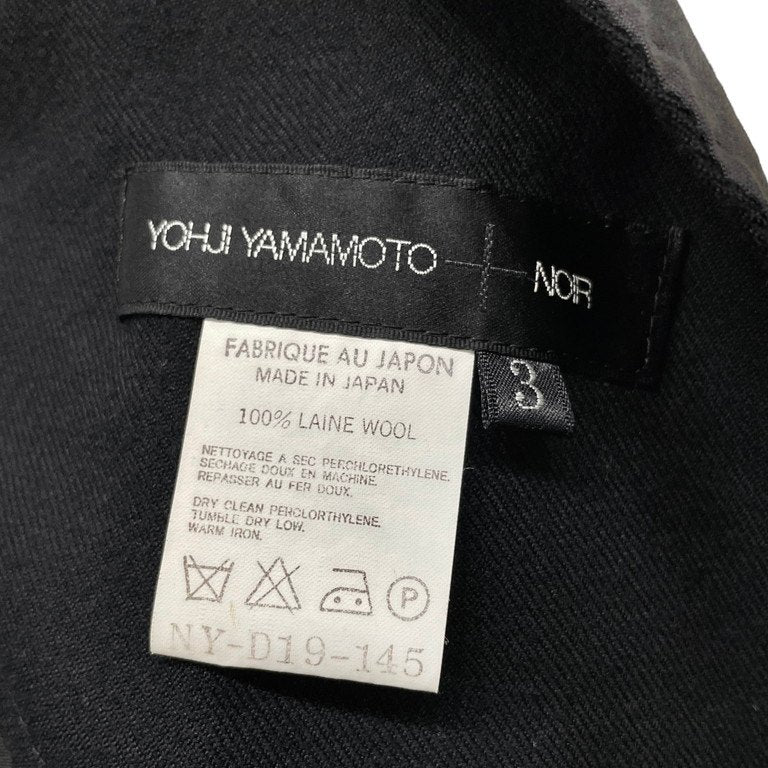 YOHJI YAMAMOTO NOIR
3
FABRIQUE AU JAPON
MADE IN JAPAN
100% LAINE WOOL
NETTOYAGE A SEC PERCHLORETHYLENE.
SECHAGE DOUX EN MACHINE.
REPASSER AU FER DOUX.
DRY CLEAN PERCLORTHYLENE.
TUMBLE DRY LOW.
WARM IRON.
P
NY-D19-145